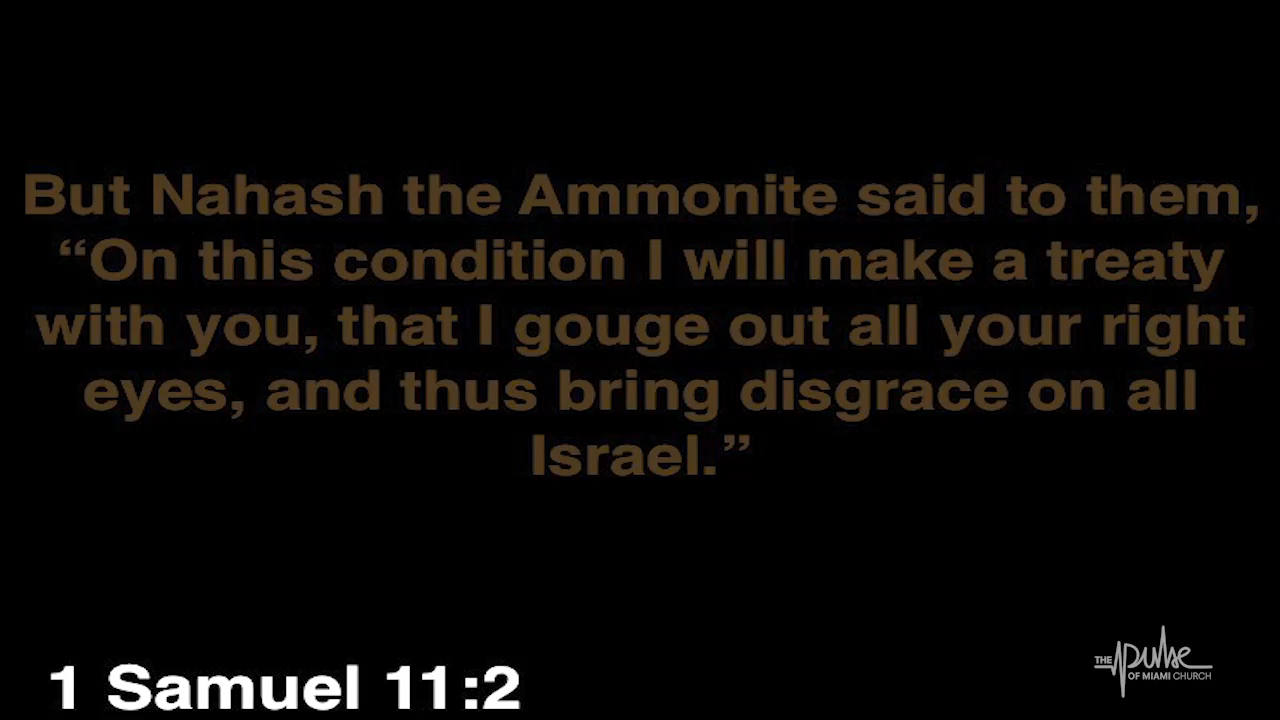 But Nahash the Ammonite said to them,
“On this condition I will make a treaty
with you, that I gouge out all your right
eyes, and thus bring disgrace on all
Israel.”
1 Samuel 11:2
THE pulse
OF MIAMI CHURCH